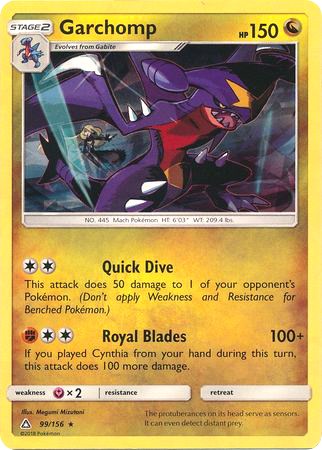 STAGE2 Garchomp HP 150
Evolves from Gabite
NO. 445 Mach Pokémon HT: 6'03" WT: 209.4 lbs.
Quick Dive
This attack does 50 damage to 1 of your opponent's
Pokémon. (Don't apply Weakness and Resistance for
Benched Pokémon.)
Royal Blades 100+
If you played Cynthia from your hand during this turn,
this attack does 100 more damage.
weakness ×2 resistance retreat
Illus. Megumi Mizutani
99/156 ★
©2018 Pokémon
The protuberances on its head serve as sensors.
It can even detect distant prey.